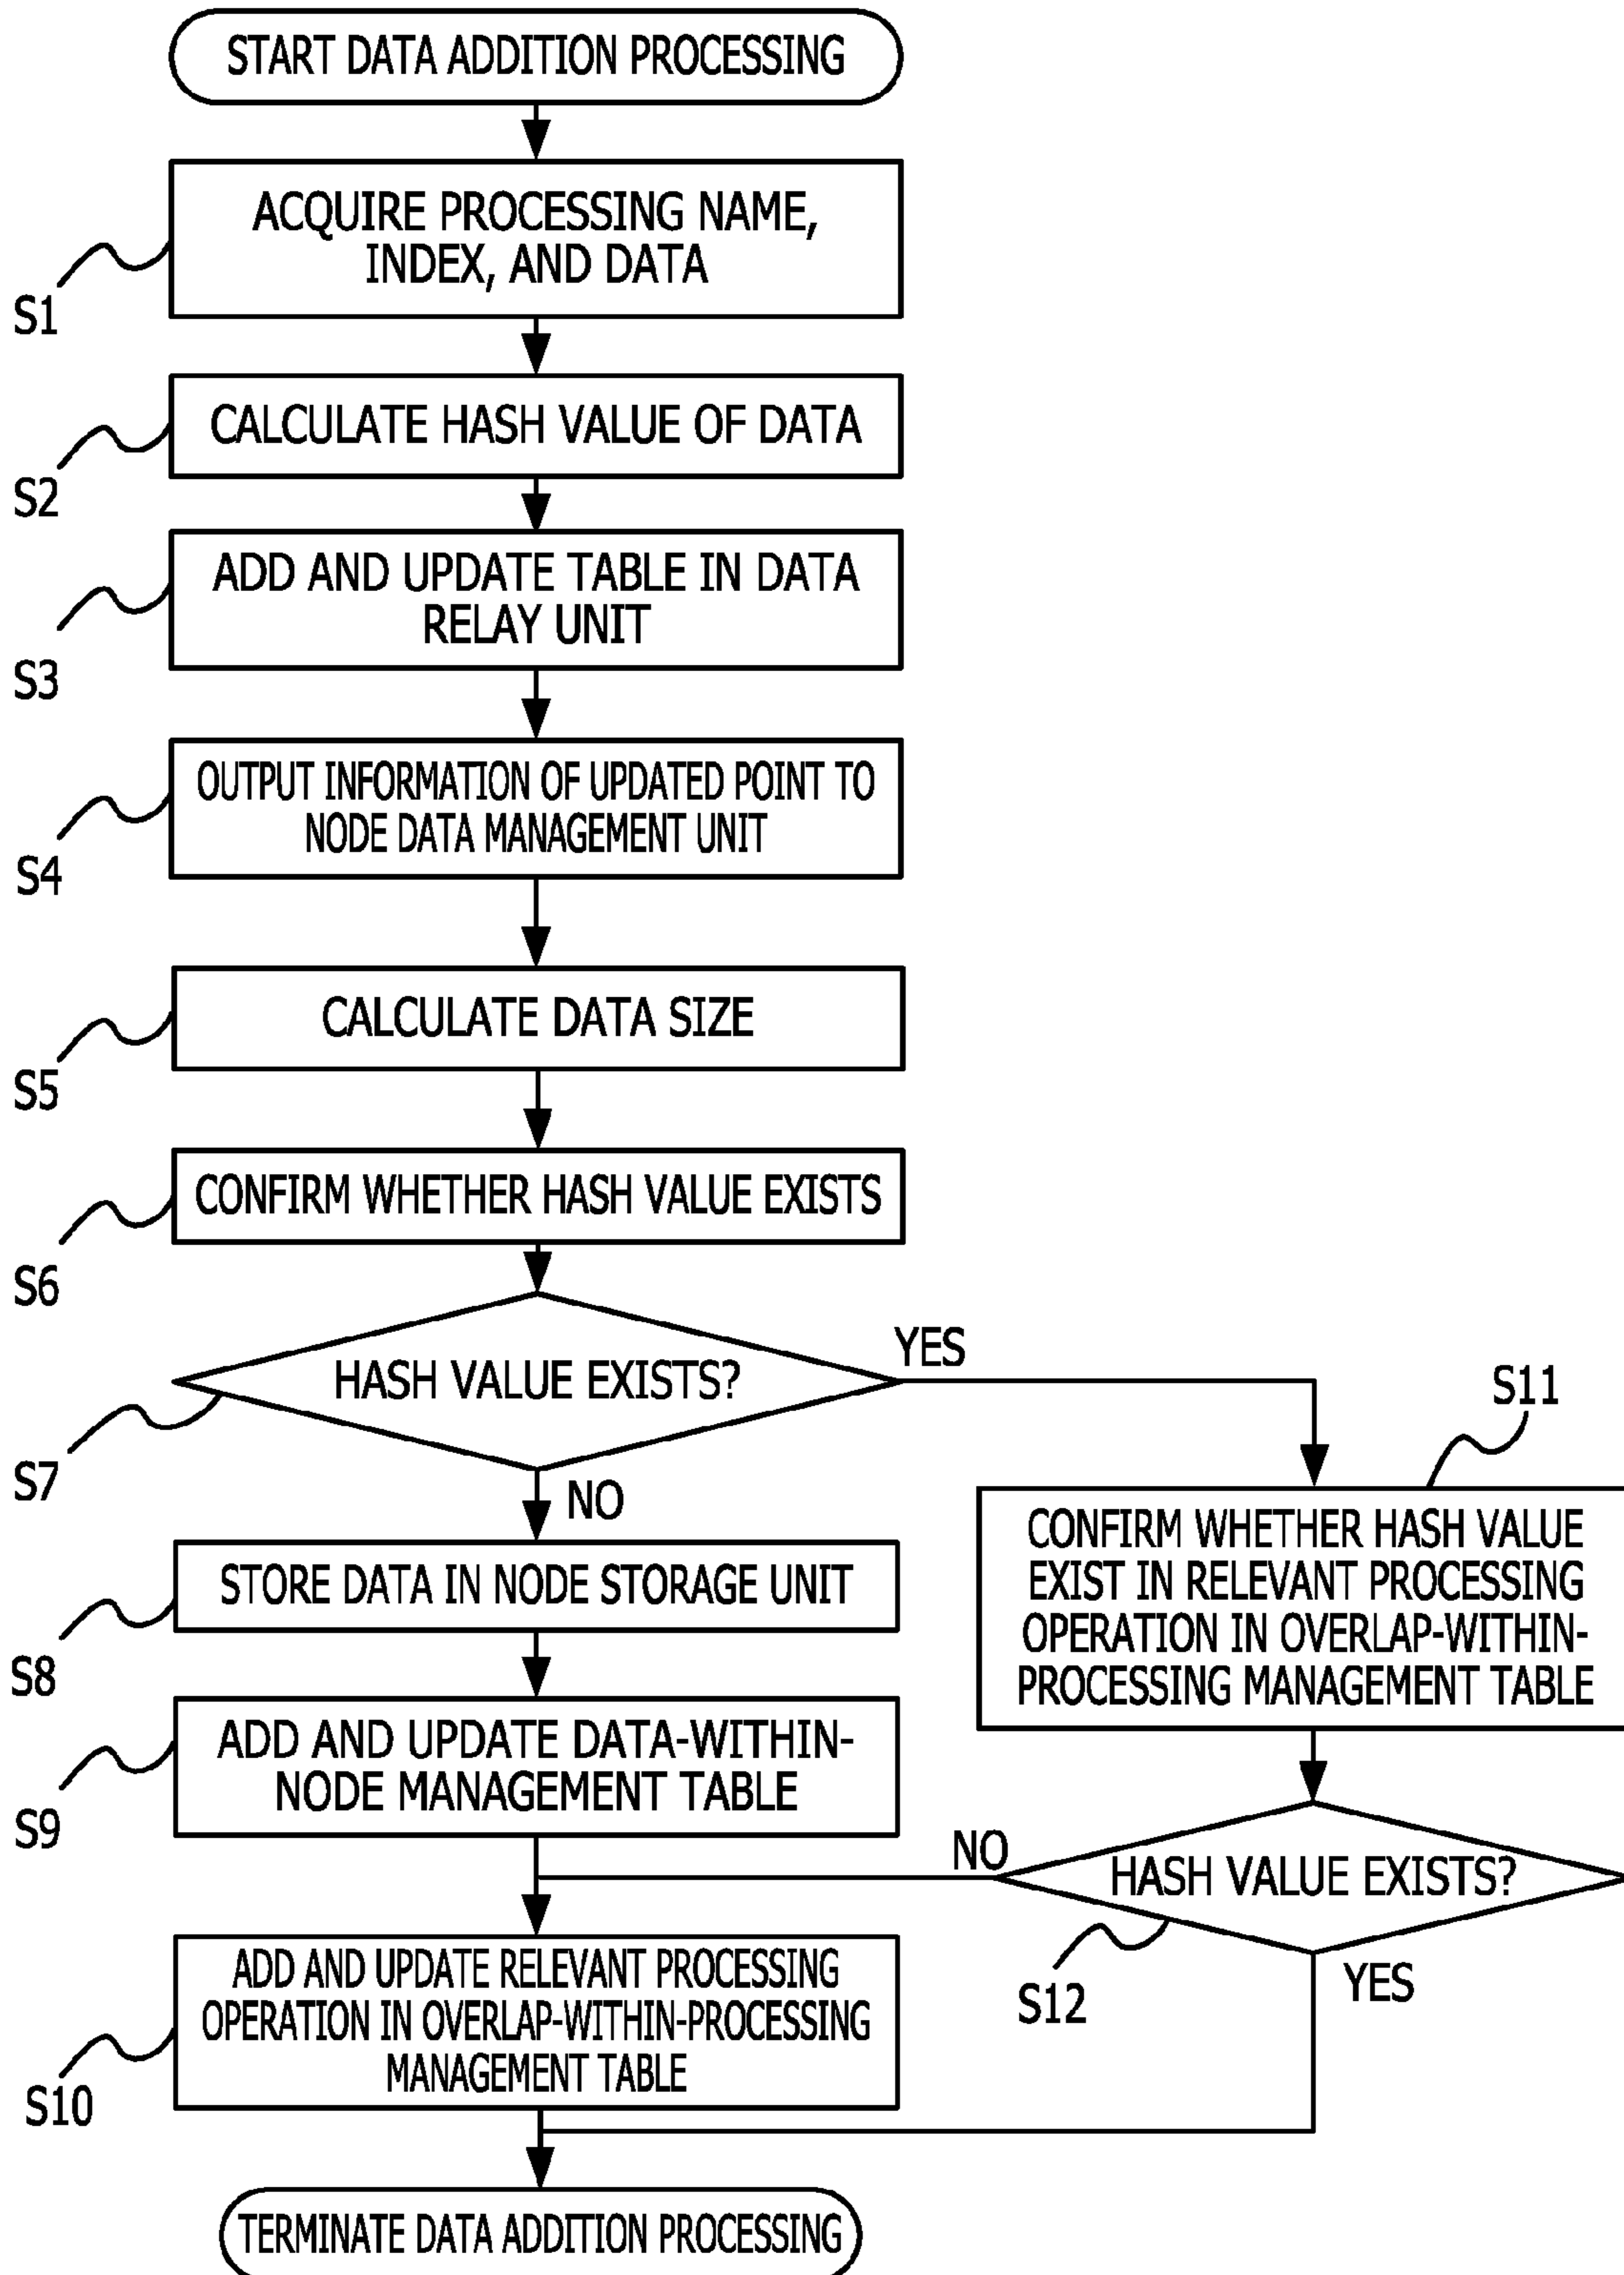 START DATA ADDITION PROCESSING
ACQUIRE PROCESSING NAME,
INDEX, AND DATA
S1
CALCULATE HASH VALUE OF DATA
S2
ADD AND UPDATE TABLE IN DATA
RELAY UNIT
S3
OUTPUT INFORMATION OF UPDATED POINT TO
NODE DATA MANAGEMENT UNIT
S4
CALCULATE DATA SIZE
S5
CONFIRM WHETHER HASH VALUE EXISTS
S6
HASH VALUE EXISTS?
YES
S7
NO
S11
CONFIRM WHETHER HASH VALUE
EXIST IN RELEVANT PROCESSING
OPERATION IN OVERLAP-WITHIN-
PROCESSING MANAGEMENT TABLE
STORE DATA IN NODE STORAGE UNIT
S8
ADD AND UPDATE DATA-WITHIN-
NODE MANAGEMENT TABLE
S9
NO
HASH VALUE EXISTS?
S12
YES
ADD AND UPDATE RELEVANT PROCESSING
OPERATION IN OVERLAP-WITHIN-PROCESSING
MANAGEMENT TABLE
S10
TERMINATE DATA ADDITION PROCESSING